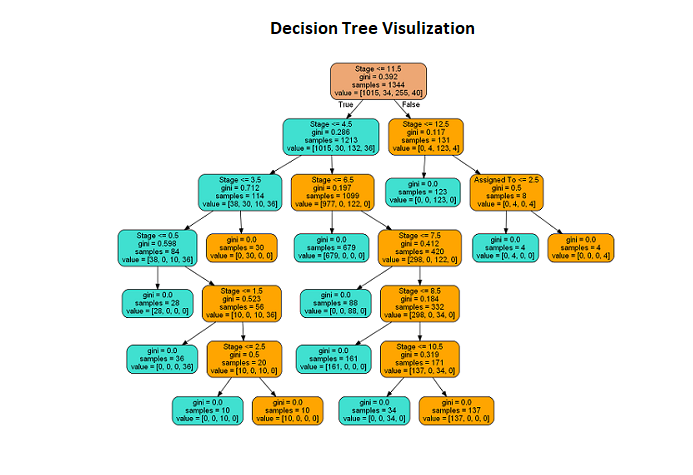 Decision Tree Visulization
Stage <= 11.5
gini = 0.392
samples = 1344
value = [1015, 34, 255, 40]
True
False
Stage <= 4.5
gini = 0.286
samples = 1213
value = [1015, 30, 132, 36]
Stage <= 12.5
gini = 0.117
samples = 131
value = [0, 4, 123, 4]
Stage <= 3.5
gini = 0.712
samples = 114
value = [38, 30, 10, 36]
Stage <= 6.5
gini = 0.197
samples = 1099
value = [977, 0, 122, 0]
gini = 0.0
samples = 123
value = [0, 0, 123, 0]
Assigned To <= 2.5
gini = 0.5
samples = 8
value = [0, 4, 0, 4]
Stage <= 0.5
gini = 0.598
samples = 84
value = [38, 0, 10, 36]
gini = 0.0
samples = 30
value = [0, 30, 0, 0]
gini = 0.0
samples = 679
value = [679, 0, 0, 0]
Stage <= 7.5
gini = 0.412
samples = 420
value = [298, 0, 122, 0]
gini = 0.0
samples = 4
value = [0, 4, 0, 0]
gini = 0.0
samples = 4
value = [0, 0, 0, 4]
gini = 0.0
samples = 28
value = [28, 0, 0, 0]
Stage <= 1.5
gini = 0.523
samples = 56
value = [10, 0, 10, 36]
gini = 0.0
samples = 88
value = [0, 0, 88, 0]
Stage <= 8.5
gini = 0.184
samples = 332
value = [298, 0, 34, 0]
gini = 0.0
samples = 36
value = [0, 0, 0, 36]
Stage <= 2.5
gini = 0.5
samples = 20
value = [10, 0, 10, 0]
gini = 0.0
samples = 161
value = [161, 0, 0, 0]
Stage <= 10.5
gini = 0.319
samples = 171
value = [137, 0, 34, 0]
gini = 0.0
samples = 10
value = [0, 0, 10, 0]
gini = 0.0
samples = 10
value = [10, 0, 0, 0]
gini = 0.0
samples = 34
value = [0, 0, 34, 0]
gini = 0.0
samples = 137
value = [137, 0, 0, 0]